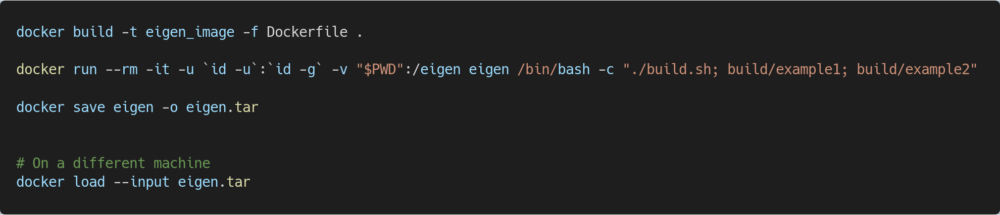 docker build -t eigen_image -f Dockerfile .
docker run --rm -it -u `id -u`:`id -g` -v "$PWD":/eigen eigen /bin/bash -c "./build.sh; build/example1; build/example2"
docker save eigen -o eigen.tar
# On a different machine
docker load --input eigen.tar